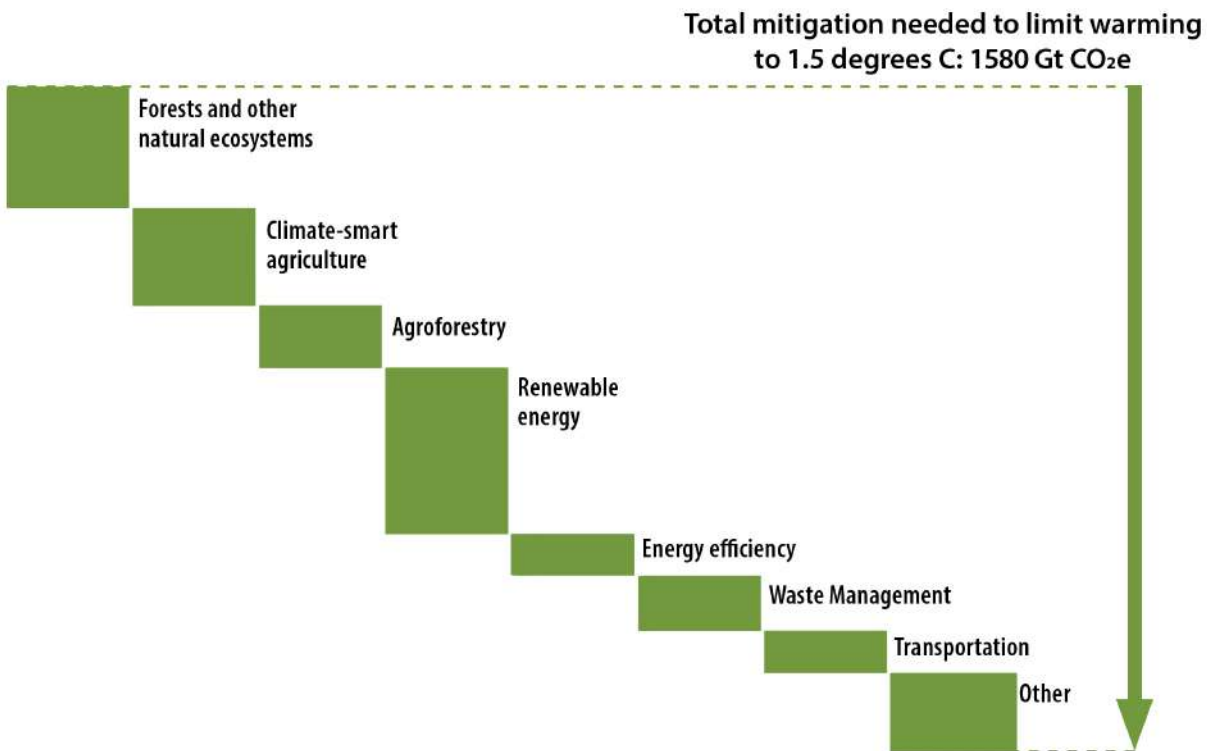 Total mitigation needed to limit warming
to 1.5 degrees C: 1580 Gt CO₂e
Forests and other
natural ecosystems
Climate-smart
agriculture
Agroforestry
Renewable
energy
Energy efficiency
Waste Management
Transportation
Other